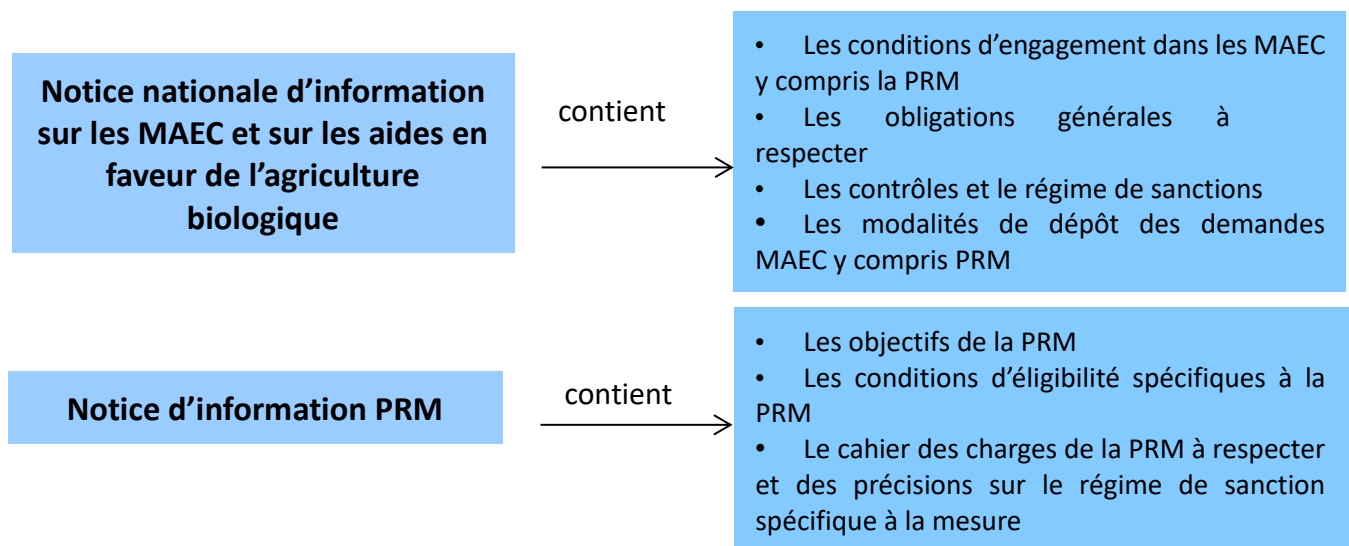 Notice nationale d’information
sur les MAEC et sur les aides en
faveur de l’agriculture
biologique
contient
• Les conditions d’engagement dans les MAEC
y compris la PRM
• Les obligations générales à
respecter
• Les contrôles et le régime de sanctions
• Les modalités de dépôt des demandes
MAEC y compris PRM
Notice d’information PRM
contient
• Les objectifs de la PRM
• Les conditions d’éligibilité spécifiques à la
PRM
• Le cahier des charges de la PRM à respecter
et des précisions sur le régime de sanction
spécifique à la mesure